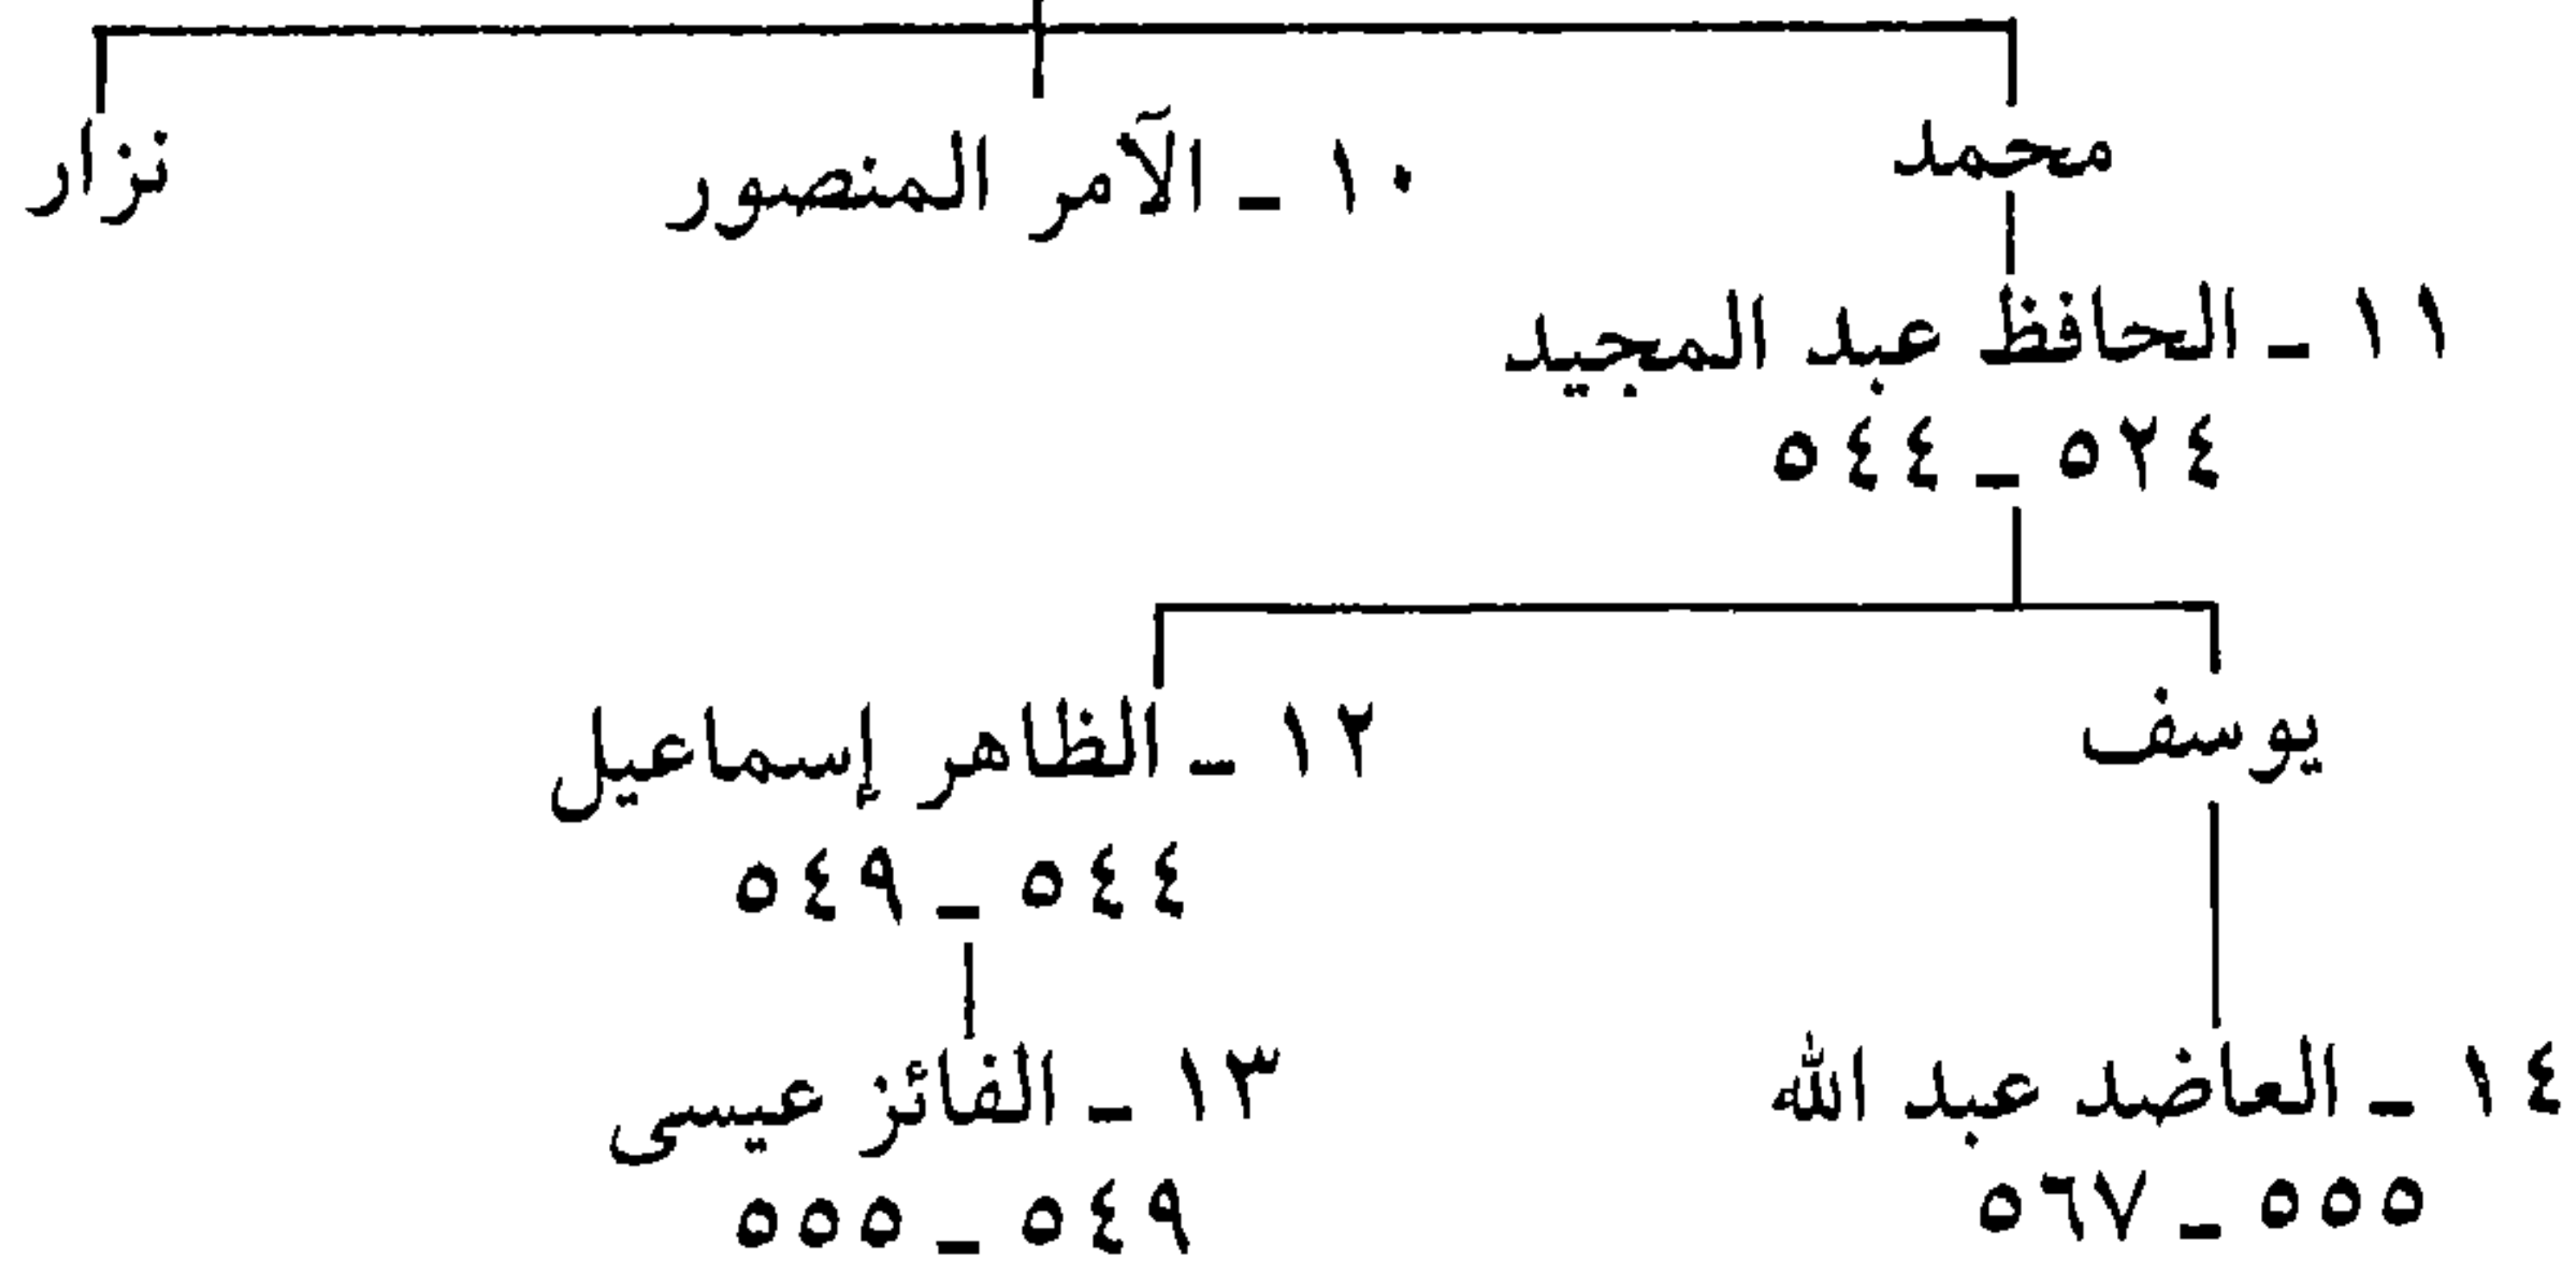 محمد
١٠ - الآمر المنصور
نزار
١١ - الحافظ عبد المجيد
٥٢٤ - ٥٤٤
يوسف
١٢ - الظاهر إسماعيل
٥٤٤ - ٥٤٩
١٤ - العاضد عبد الله
٥٥٥ - ٥٦٧
١٣ - الفائز عيسى
٥٤٩ - ٥٥٥